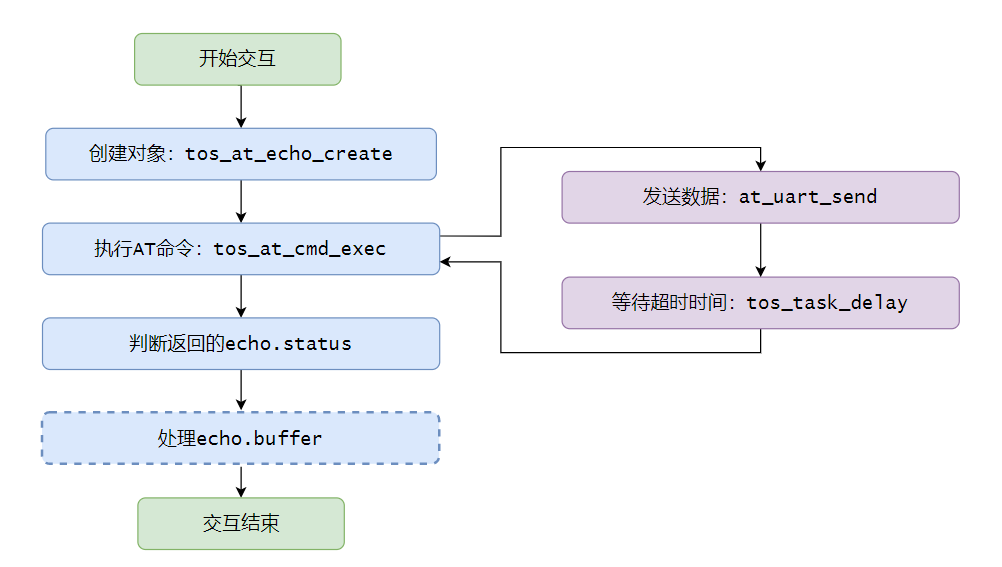 开始交互
创建对象：tos_at_echo_create
执行AT命令：tos_at_cmd_exec
判断返回的echo.status
处理echo.buffer
交互结束
发送数据：at_uart_send
等待超时时间：tos_task_delay